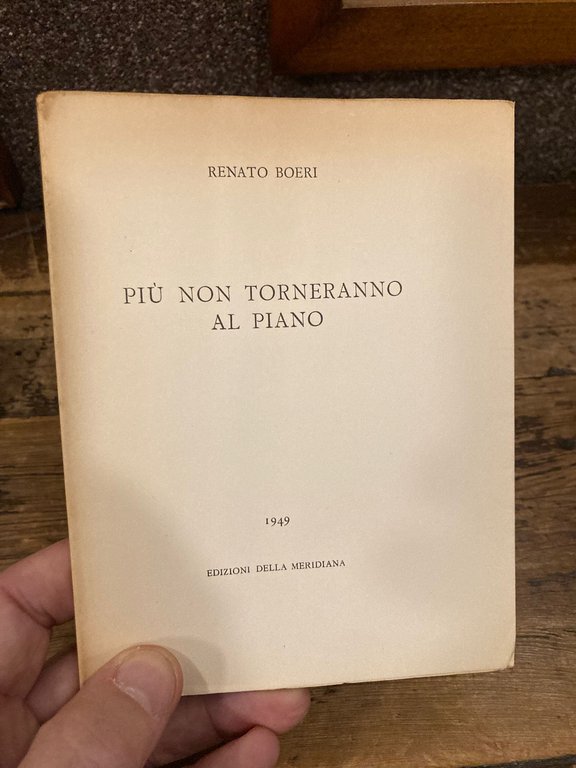 RENATO BOERI
PIÙ NON TORNERANNO
AL PIANO
1949
EDIZIONI DELLA MERIDIANA